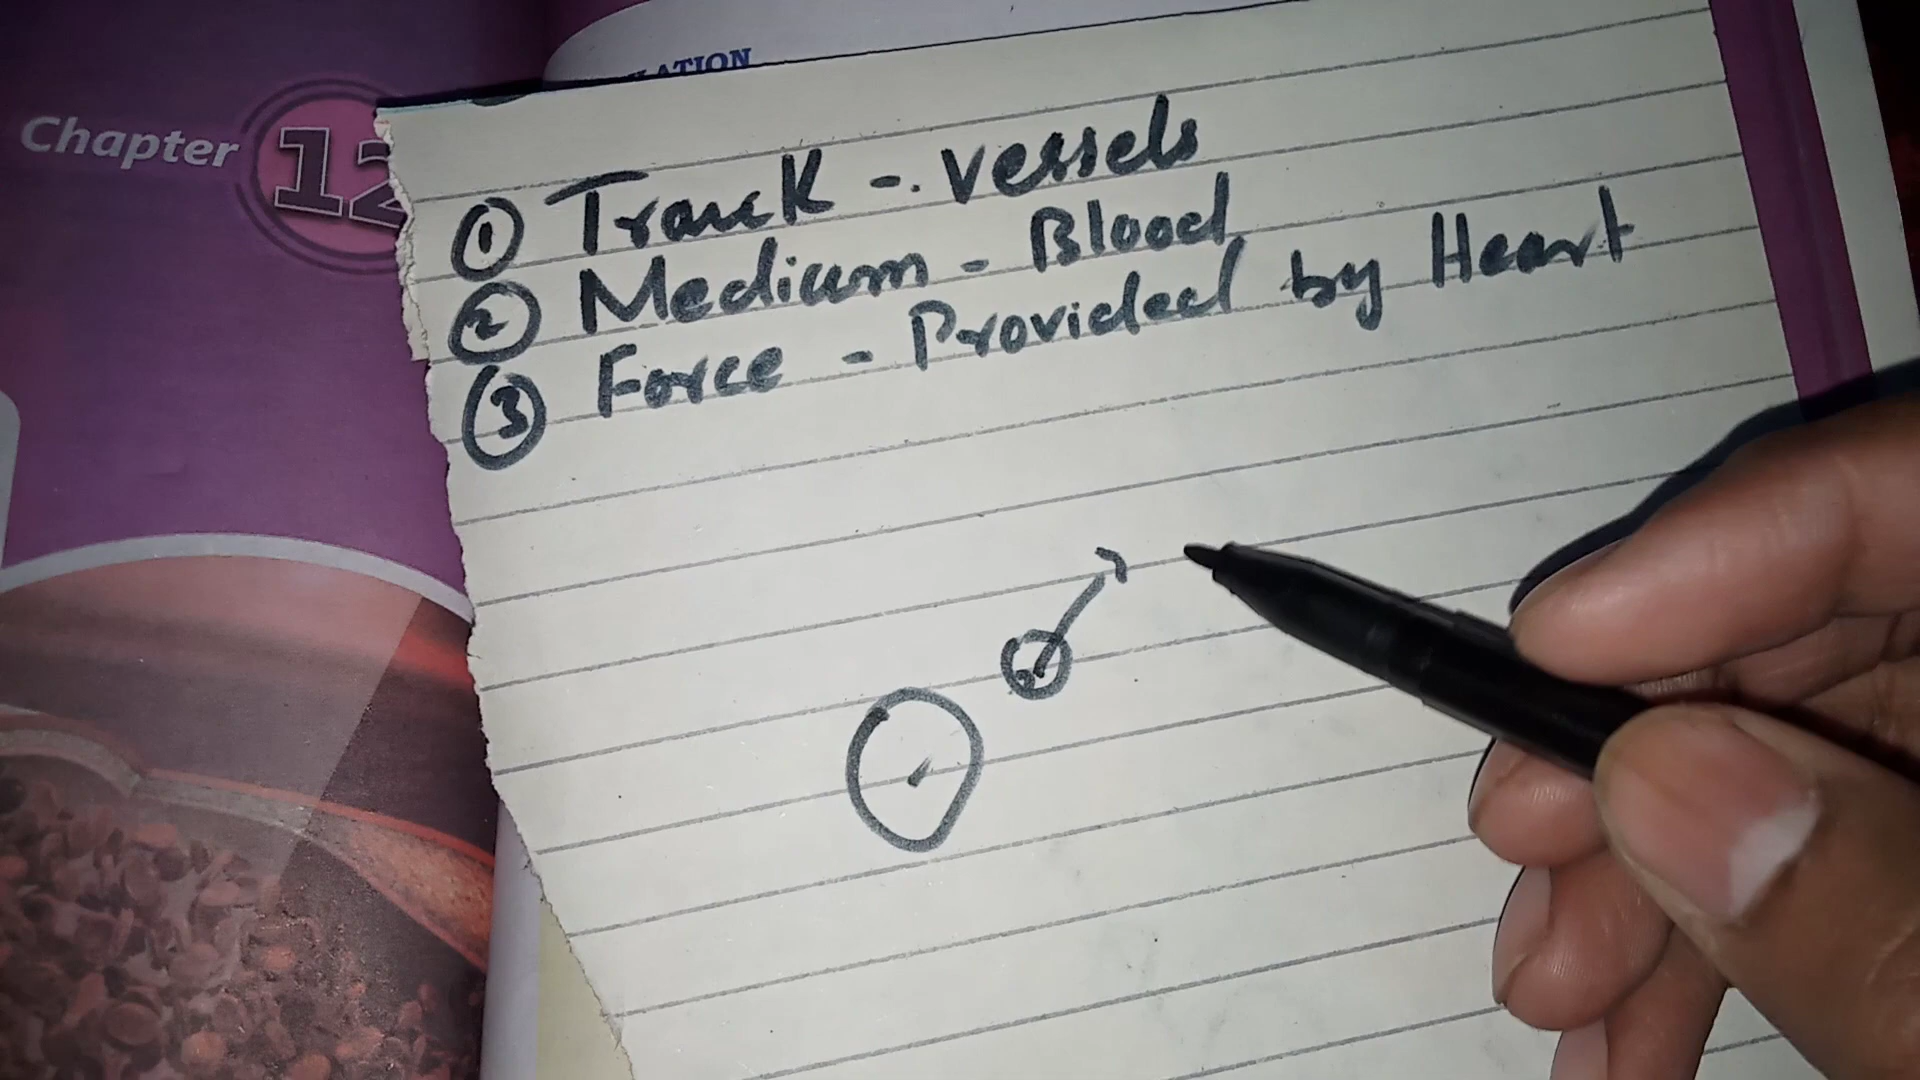 Chapter 12
ATION
① Track - Vessels
② Medium - Blood
③ Force - Provided by Heart